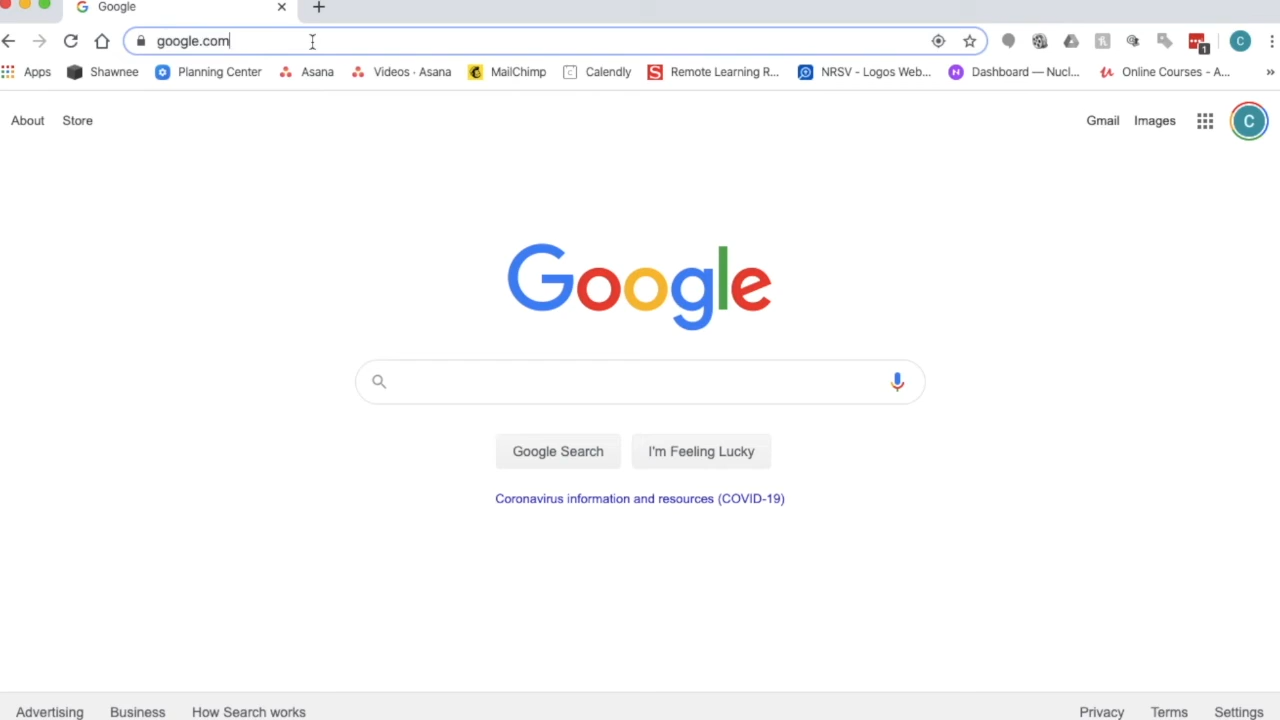 Google
google.com
Apps Shawnee Planning Center Asana Videos · Asana MailChimp Calendly Remote Learning R... NRSV - Logos Web... Dashboard — Nucl... Online Courses - A... »
About Store Gmail Images C
Google
Google Search I'm Feeling Lucky
Coronavirus information and resources (COVID-19)
Advertising Business How Search works Privacy Terms Settings